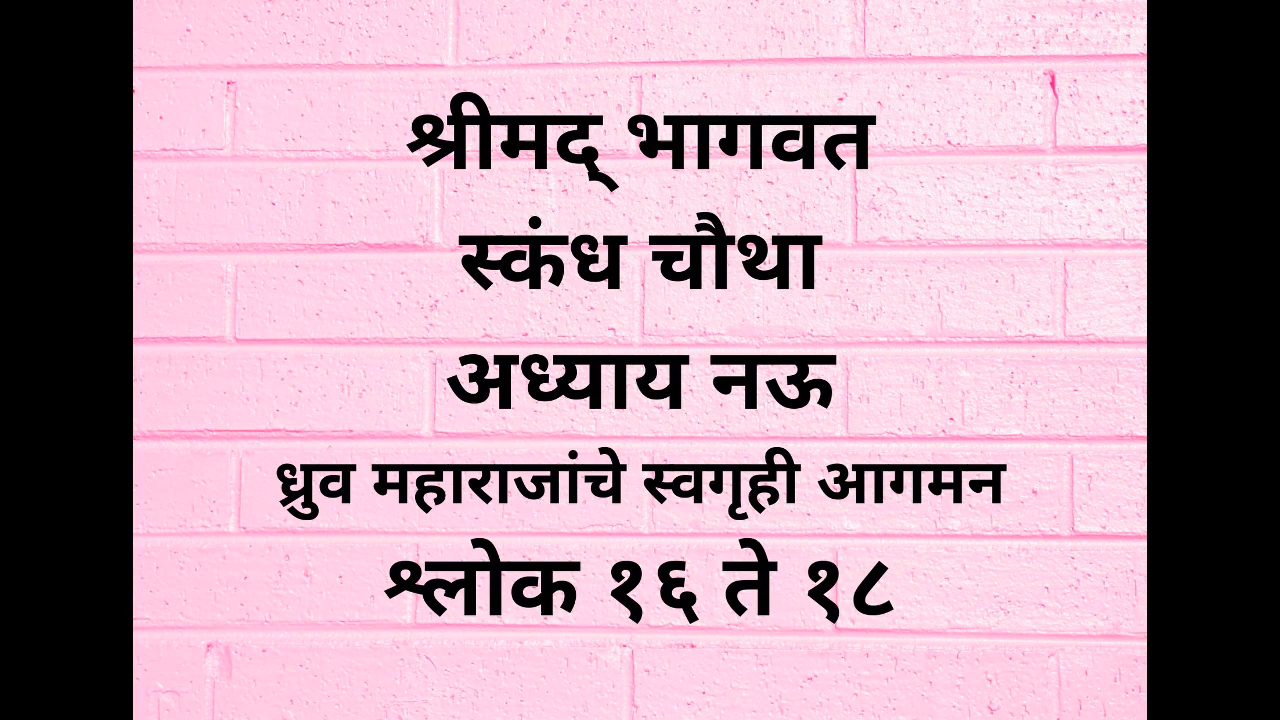 श्रीमद् भागवत
स्कंध चौथा
अध्याय नऊ
ध्रुव महाराजांचे स्वगृही आगमन
श्लोक १६ ते १८